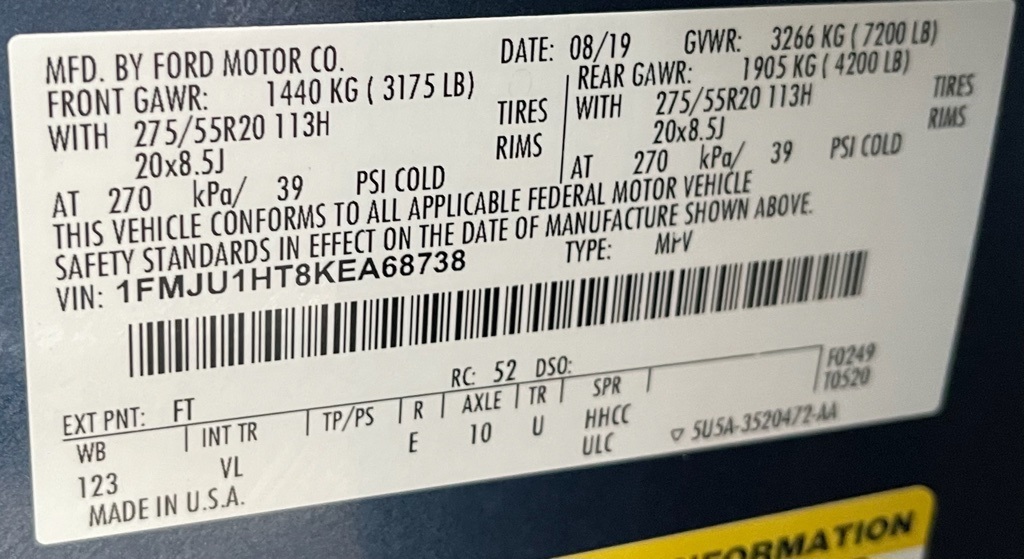 MFD. BY FORD MOTOR CO. DATE: 08/19 GVWR: 3266 KG ( 7200 LB)
FRONT GAWR: 1440 KG ( 3175 LB) REAR GAWR: 1905 KG ( 4200 LB)
WITH 275/55R20 113H TIRES WITH 275/55R20 113H TIRES
20x8.5J RIMS 20x8.5J RIMS
AT 270 kPa/ 39 PSI COLD AT 270 kPa/ 39 PSI COLD
THIS VEHICLE CONFORMS TO ALL APPLICABLE FEDERAL MOTOR VEHICLE
SAFETY STANDARDS IN EFFECT ON THE DATE OF MANUFACTURE SHOWN ABOVE.
VIN: 1FMJU1HT8KEA68738 TYPE: MPV
F0249
T0520
EXT PNT: FT RC: 52 DSO:
WB INT TR TP/PS R AXLE TR SPR
123 VL E 10 U HHCC
ULC
MADE IN U.S.A. ▽ 5U5A-3520472-AA